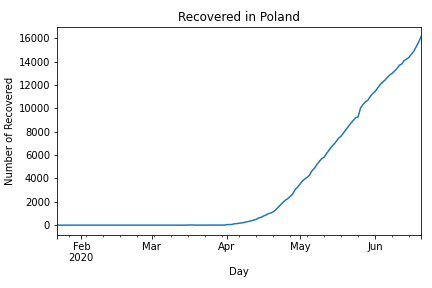 Recovered in Poland
Number of Recovered
16000
14000
12000
10000
8000
6000
4000
2000
0
Feb
2020
Mar
Apr
May
Jun
Day